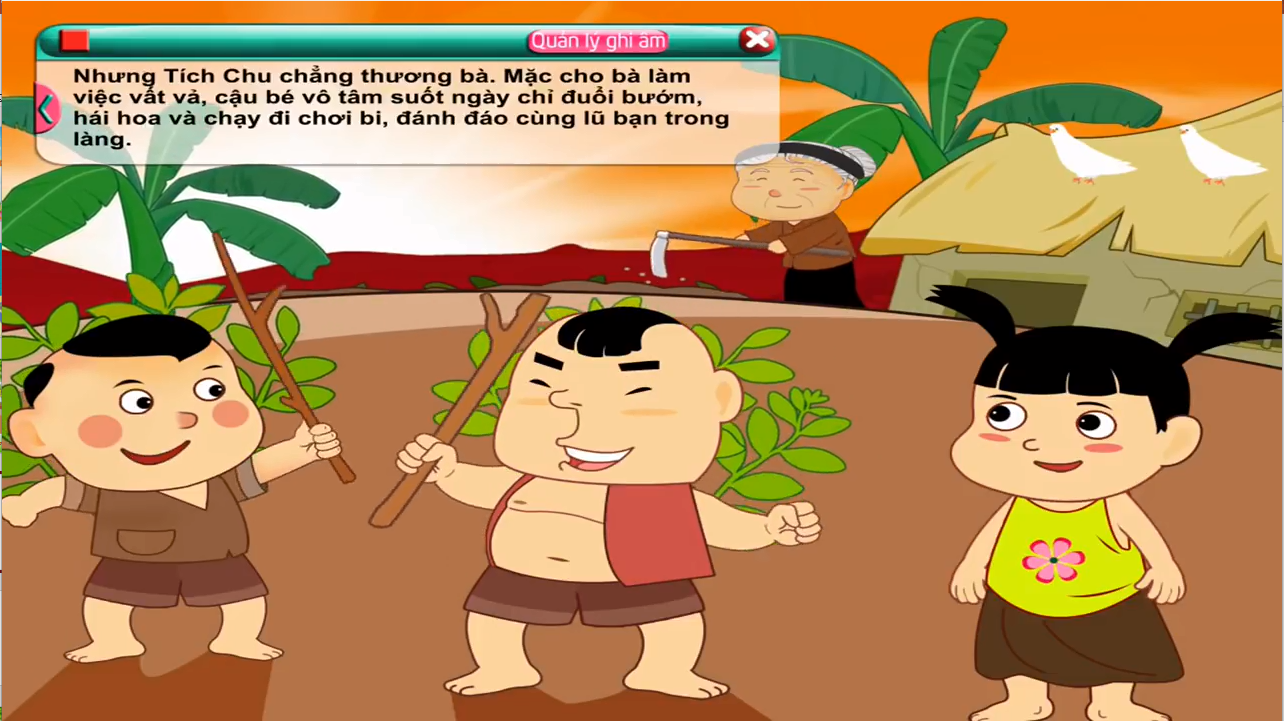 Quản lý ghi âm
Nhưng Tích Chu chẳng thương bà. Mặc cho bà làm
việc vất vả, cậu bé vô tâm suốt ngày chỉ đuổi bướm,
hái hoa và chạy đi chơi bi, đánh đáo cùng lũ bạn trong
làng.